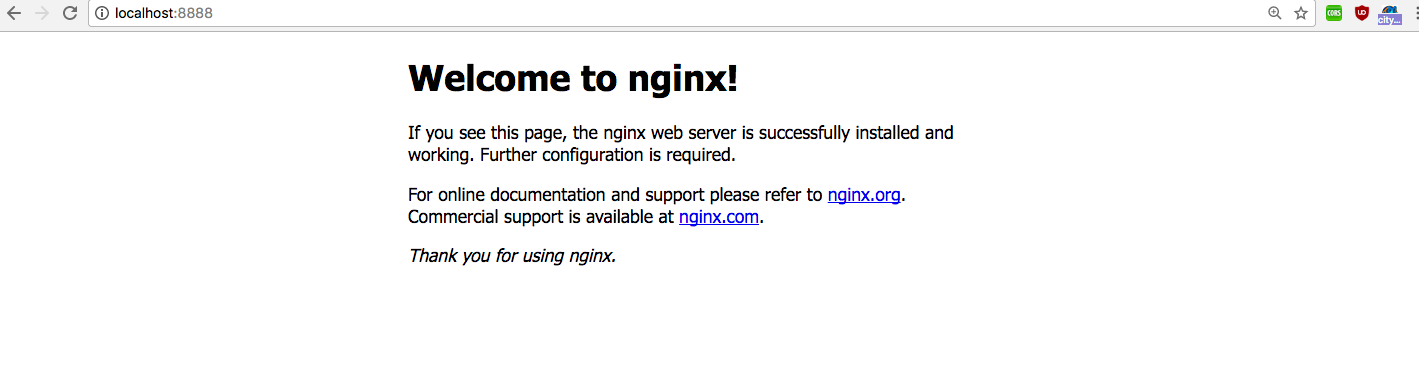 localhost:8888
CORS
city...
Welcome to nginx!
If you see this page, the nginx web server is successfully installed and
working. Further configuration is required.
For online documentation and support please refer to nginx.org.
Commercial support is available at nginx.com.
Thank you for using nginx.